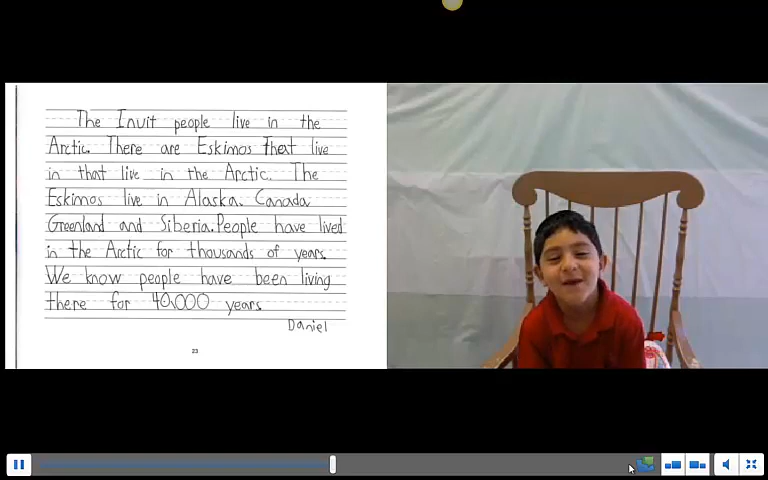 The Inuit people live in the
Arctic. There are Eskimos that live
in that live in the Arctic. The
Eskimos live in Alaska, Canada
Greenland and Siberia. People have lived
in the Arctic for thousands of years.
We know people have been living
there for 40,000 years
Daniel
23